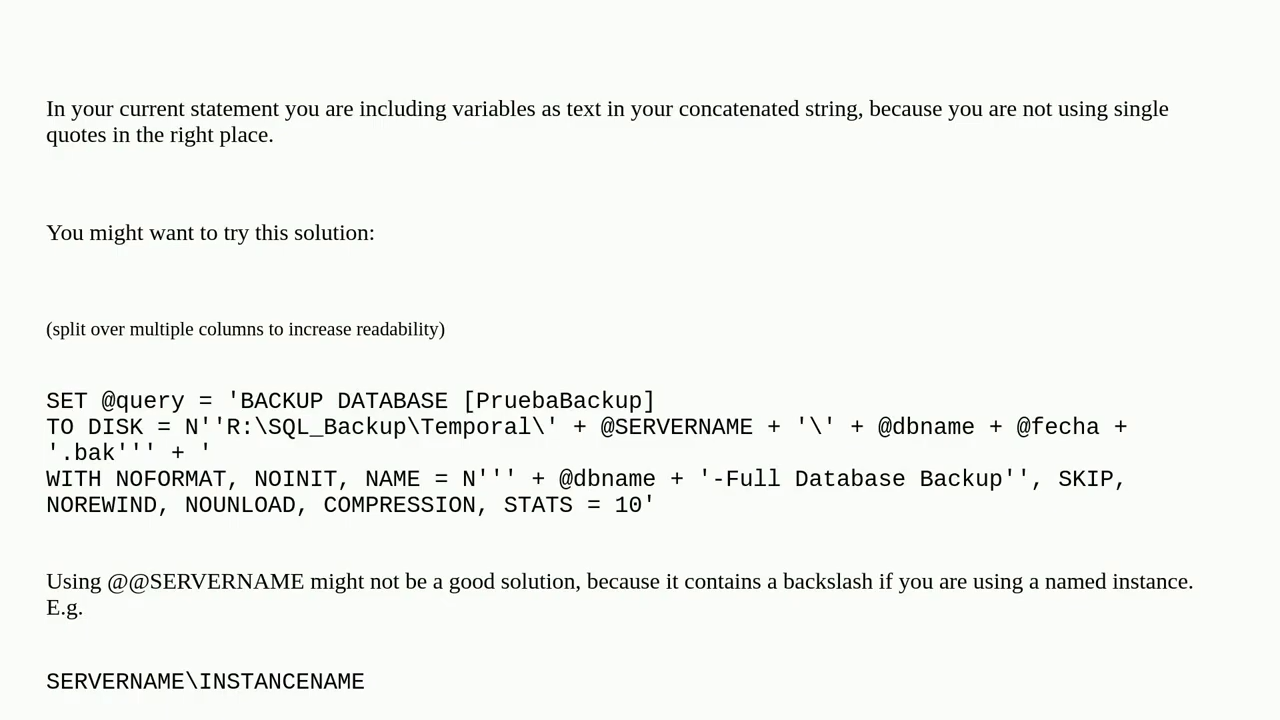 In your current statement you are including variables as text in your concatenated string, because you are not using single
quotes in the right place.
You might want to try this solution:
(split over multiple columns to increase readability)
SET @query = 'BACKUP DATABASE [PruebaBackup]
TO DISK = N''R:\SQL_Backup\Temporal\' + @SERVERNAME + '\' + @dbname + @fecha +
'.bak''' + '
WITH NOFORMAT, NOINIT, NAME = N''' + @dbname + '-Full Database Backup'', SKIP,
NOREWIND, NOUNLOAD, COMPRESSION, STATS = 10'
Using @@SERVERNAME might not be a good solution, because it contains a backslash if you are using a named instance.
E.g.
SERVERNAME\INSTANCENAME